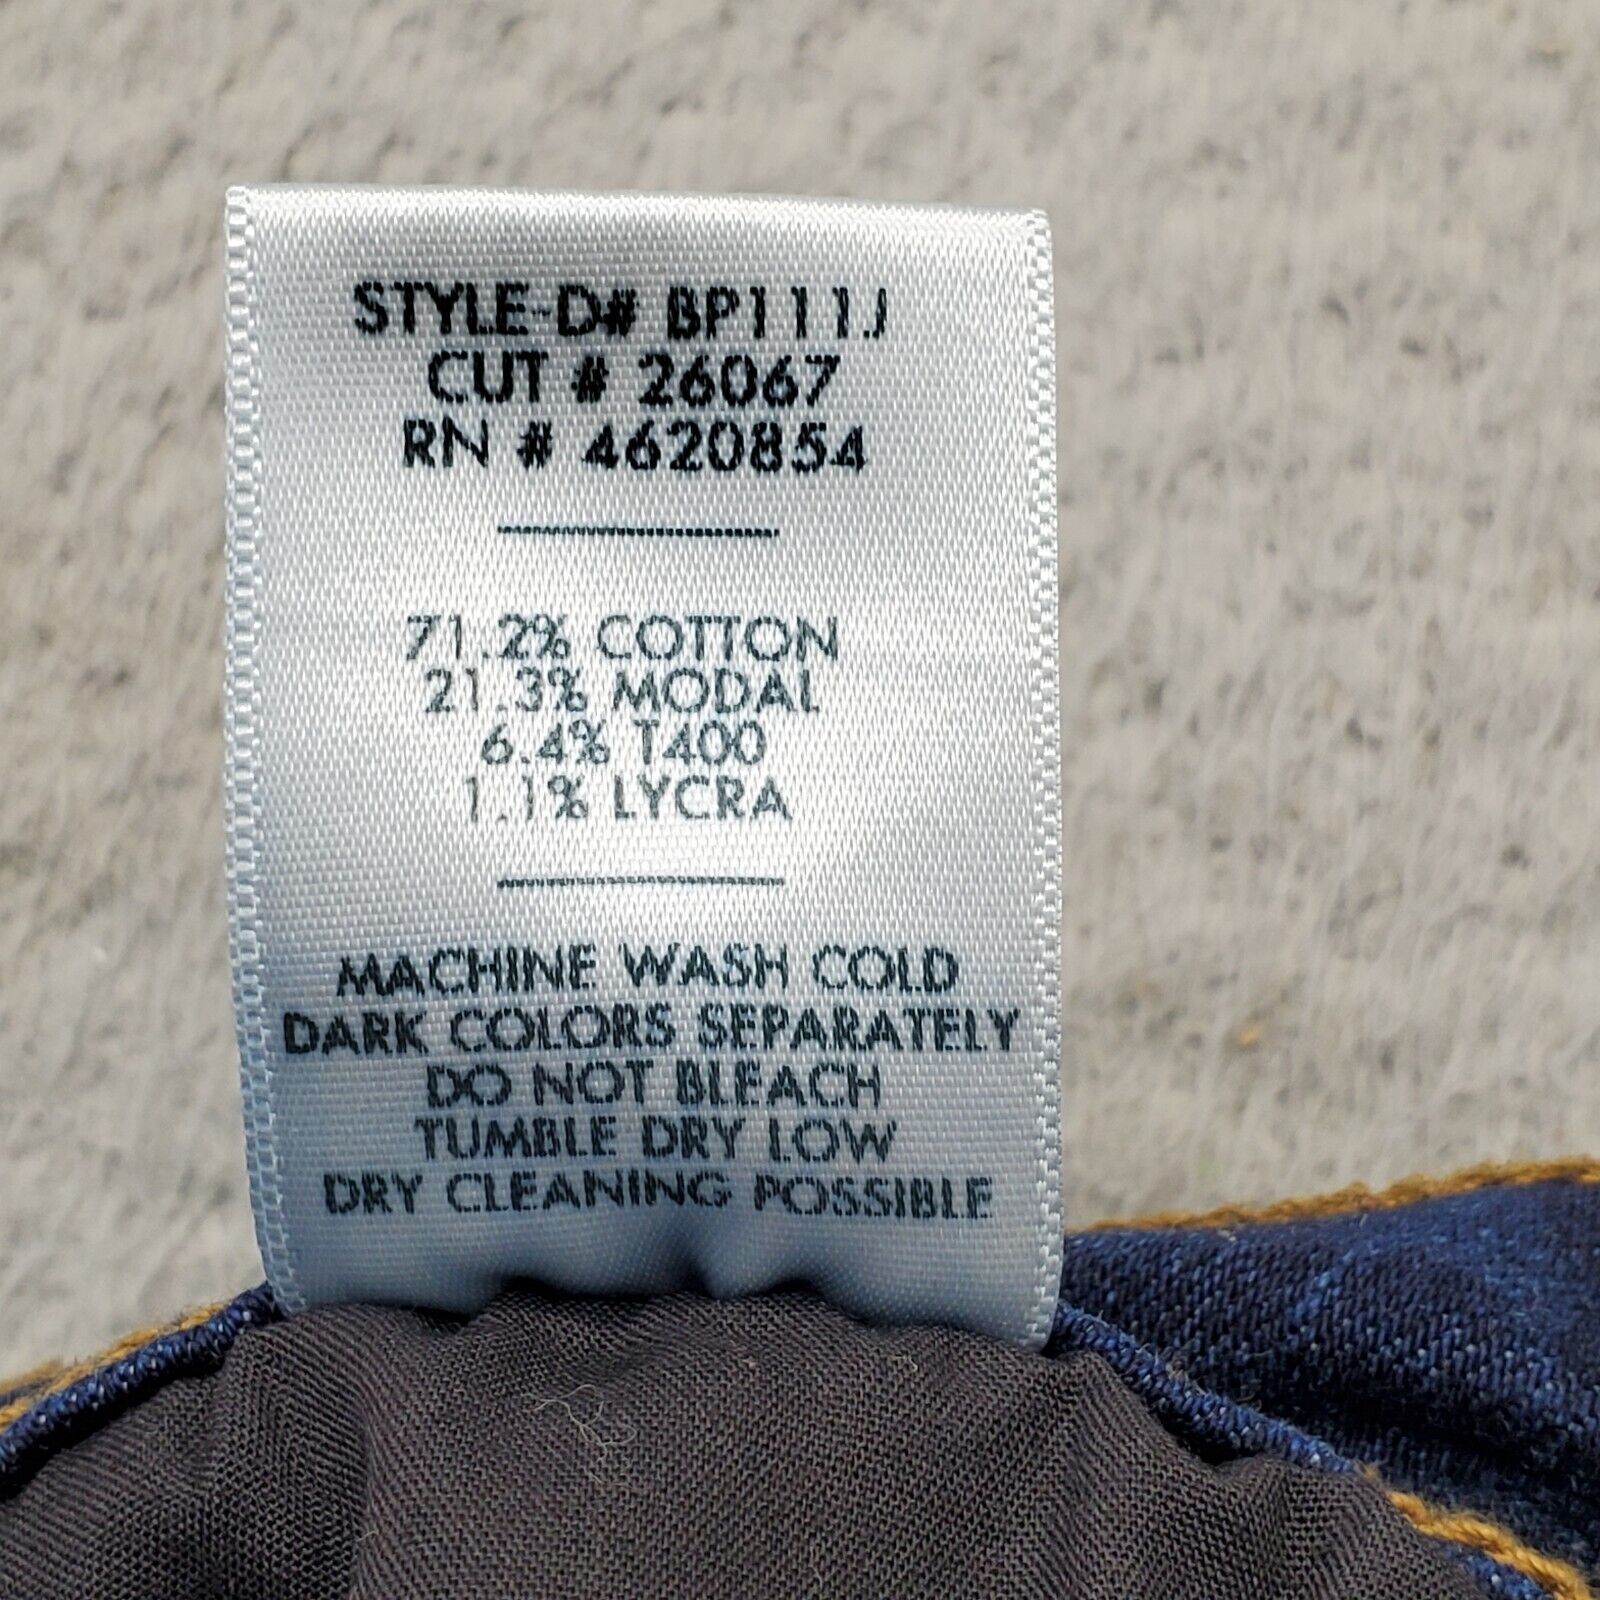 STYLE-D# BP111J
CUT # 26067
RN # 4620854
71.2% COTTON
21.3% MODAL
6.4% T400
1.1% LYCRA
MACHINE WASH COLD
DARK COLORS SEPARATELY
DO NOT BLEACH
TUMBLE DRY LOW
DRY CLEANING POSSIBLE